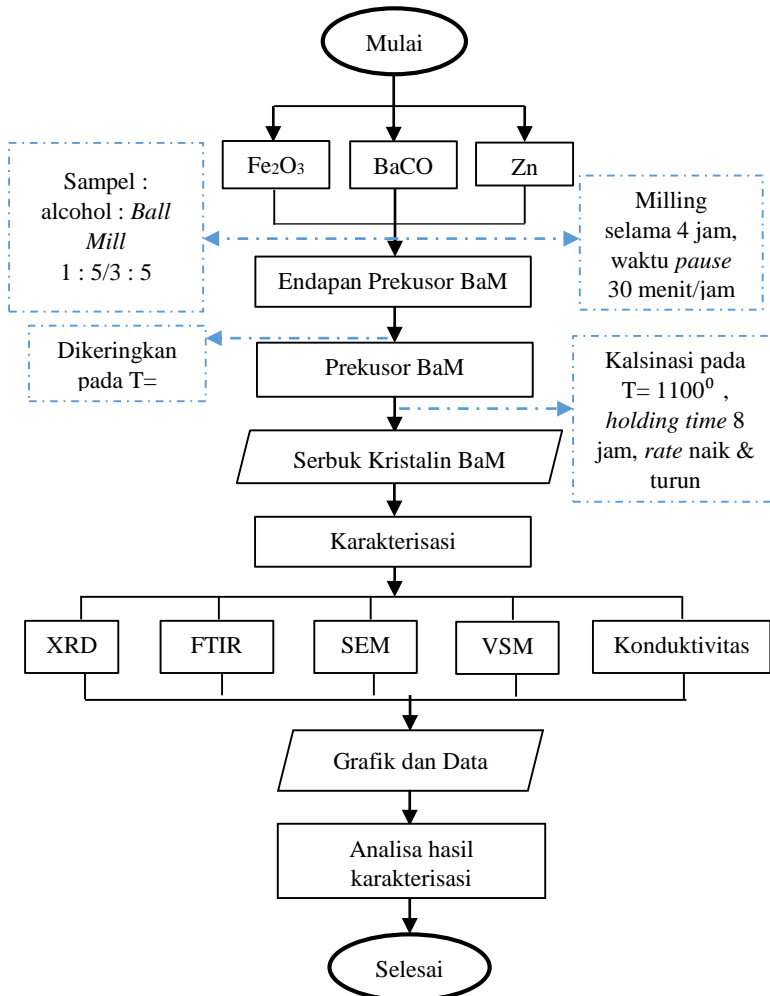 Mulai
Fe₂O₃
BaCO
Zn
Sampel :
alcohol : Ball
Mill
1 : 5/3 : 5
Milling
selama 4 jam,
waktu pause
30 menit/jam
Endapan Prekusor BaM
Dikeringkan
pada T=
Prekusor BaM
Kalsinasi pada
T= 1100⁰ ,
holding time 8
jam, rate naik &
turun
Serbuk Kristalin BaM
Karakterisasi
XRD
FTIR
SEM
VSM
Konduktivitas
Grafik dan Data
Analisa hasil
karakterisasi
Selesai